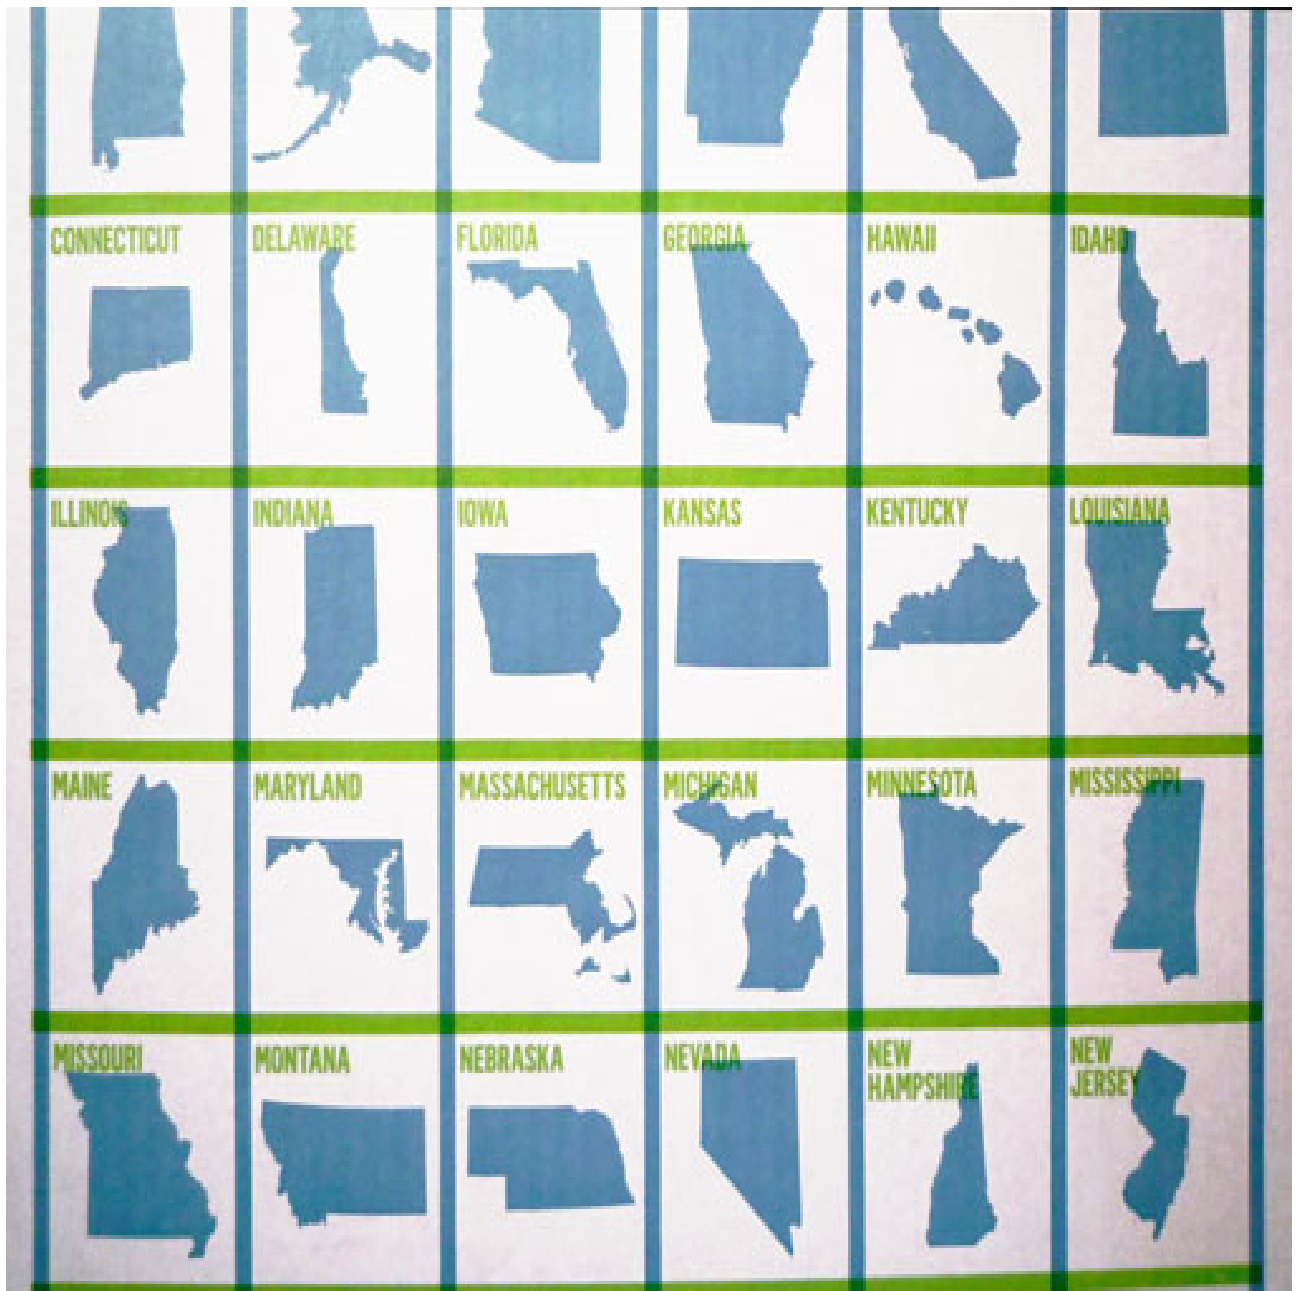 CONNECTICUT
DELAWARE
FLORIDA
GEORGIA
HAWAII
IDAHO
ILLINOIS
INDIANA
IOWA
KANSAS
KENTUCKY
LOUISIANA
MAINE
MARYLAND
MASSACHUSETTS
MICHIGAN
MINNESOTA
MISSISSIPPI
MISSOURI
MONTANA
NEBRASKA
NEVADA
NEW
HAMPSHIRE
NEW
JERSEY